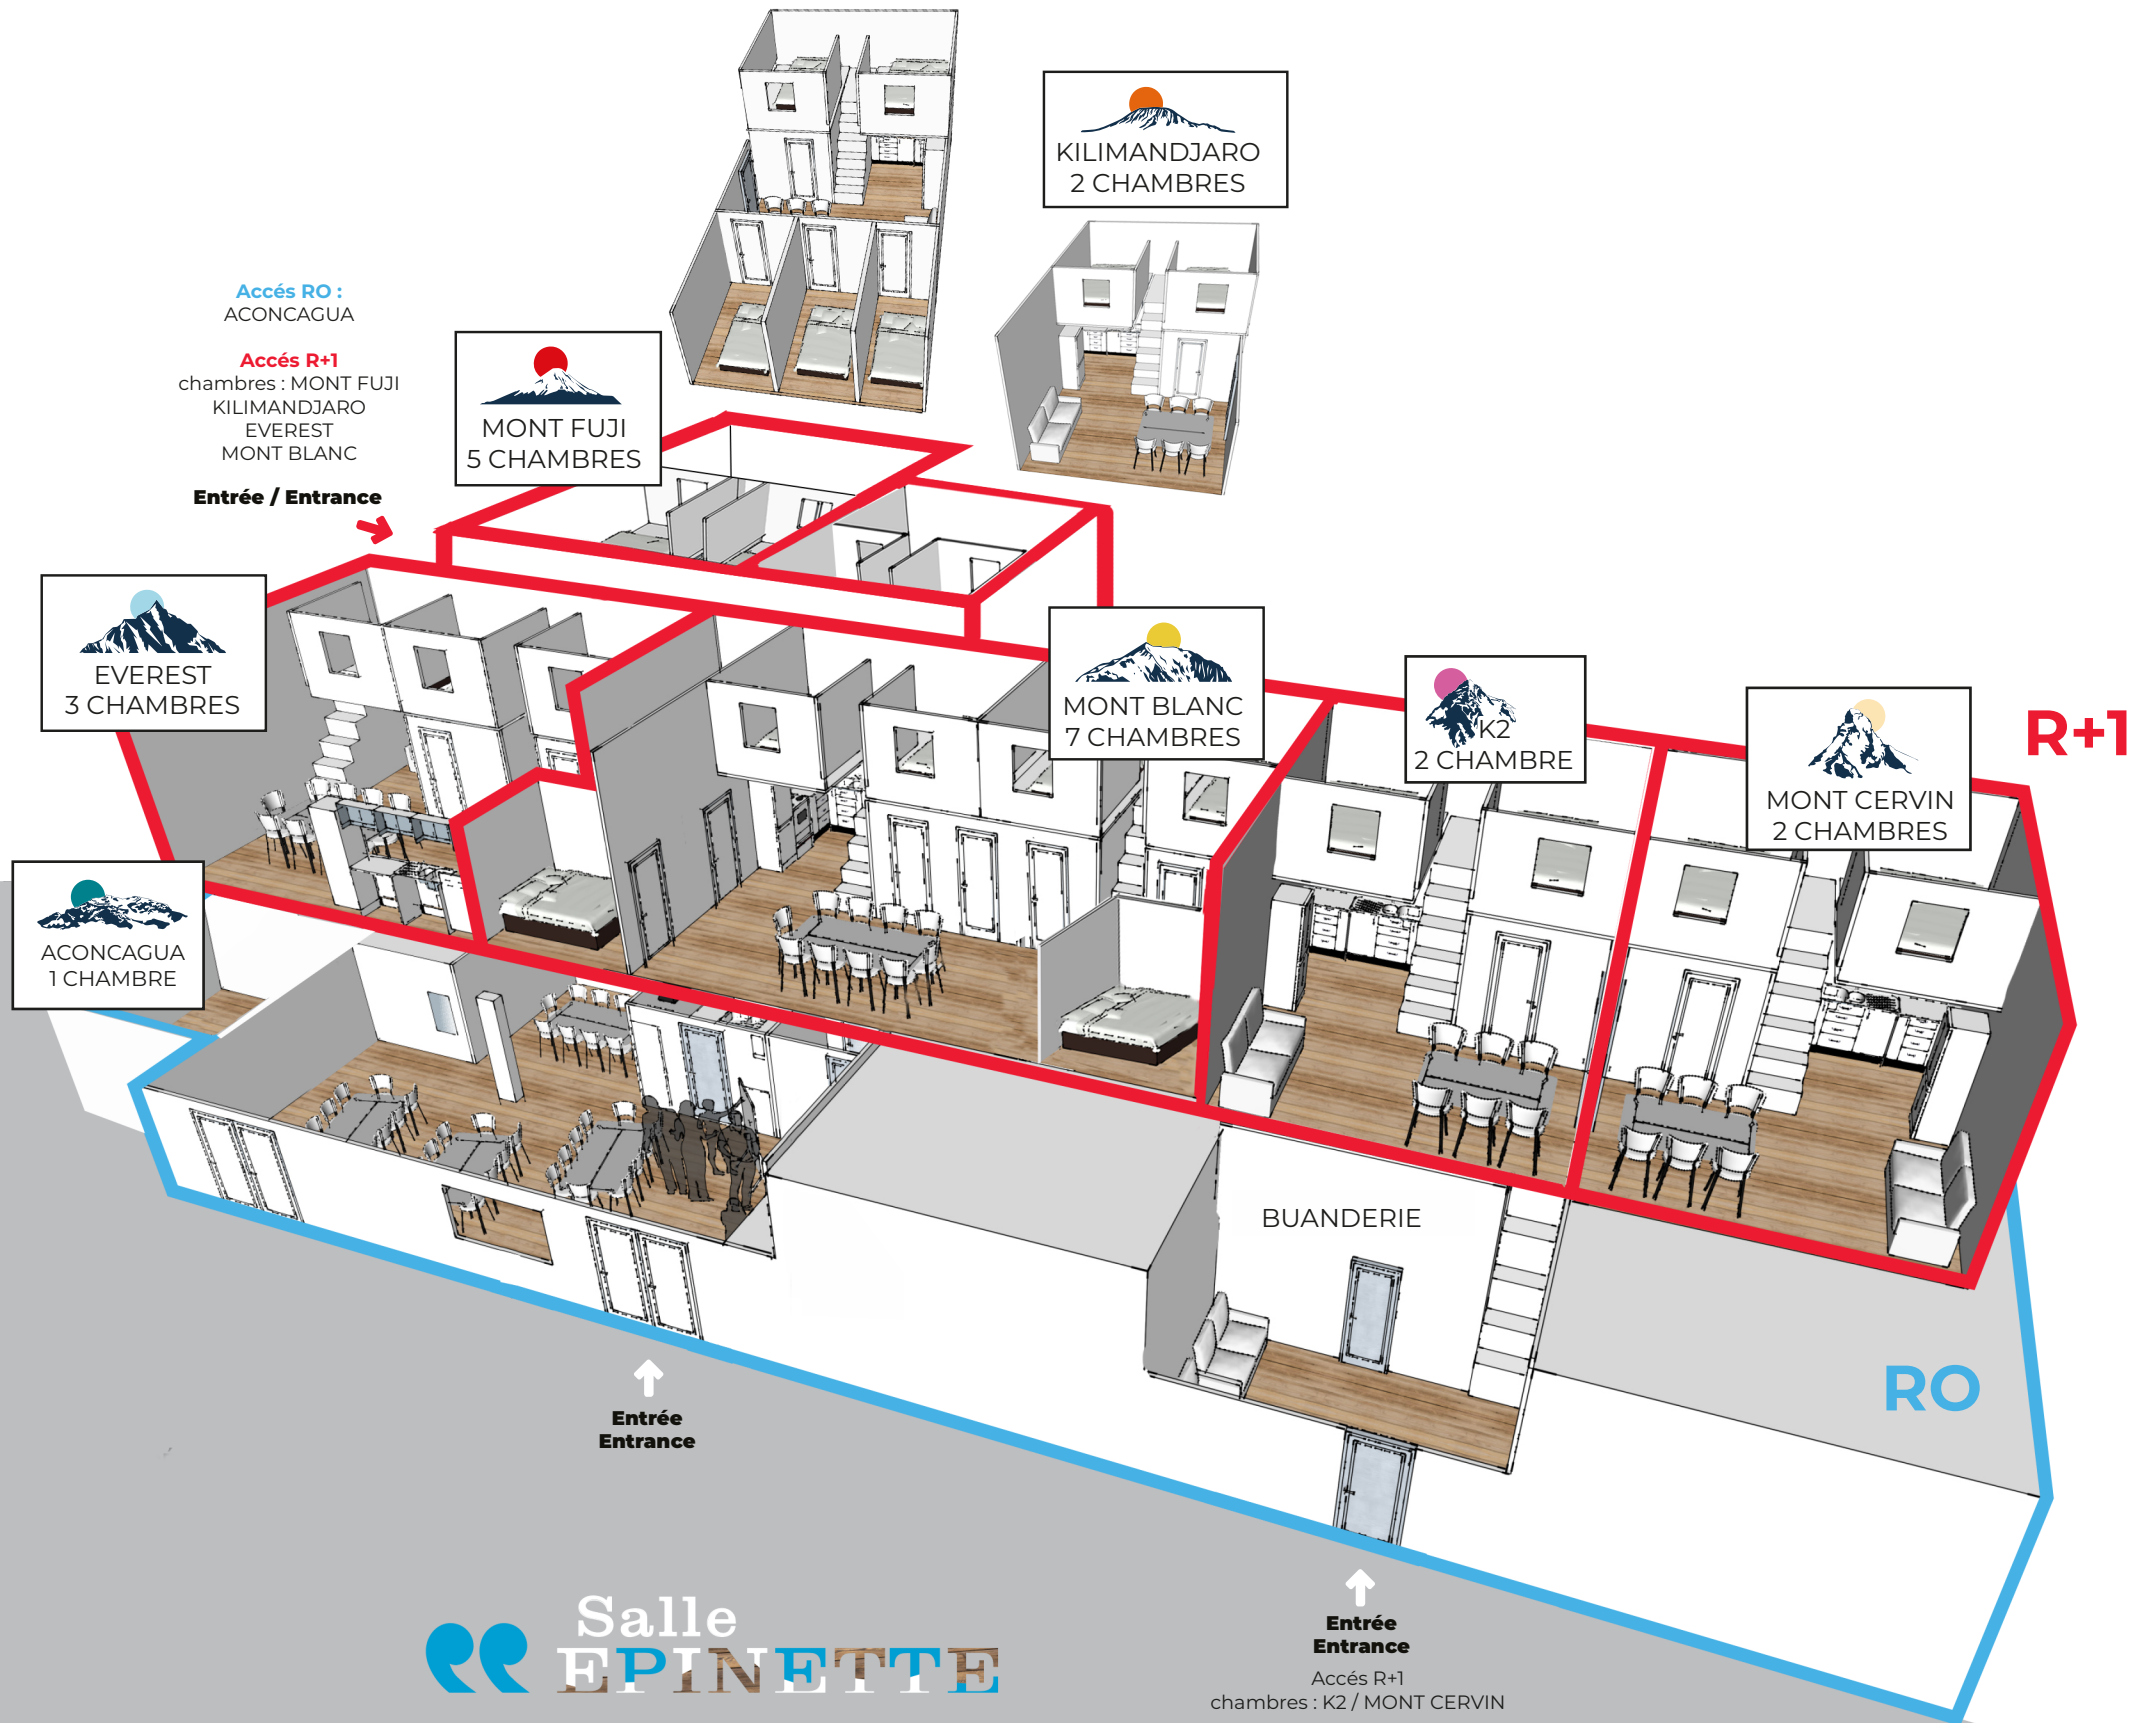 KILIMANDJARO
2 CHAMBRES
Accés RO :
ACONCAGUA
Accés R+1
chambres : MONT FUJI
KILIMANDJARO
EVEREST
MONT BLANC
Entrée / Entrance
MONT FUJI
5 CHAMBRES
EVEREST
3 CHAMBRES
MONT BLANC
7 CHAMBRES
K2
2 CHAMBRE
MONT CERVIN
2 CHAMBRES
R+1
ACONCAGUA
1 CHAMBRE
BUANDERIE
RO
Entrée
Entrance
Entrée
Entrance
Accés R+1
chambres : K2 / MONT CERVIN
Salle
EPINETTE